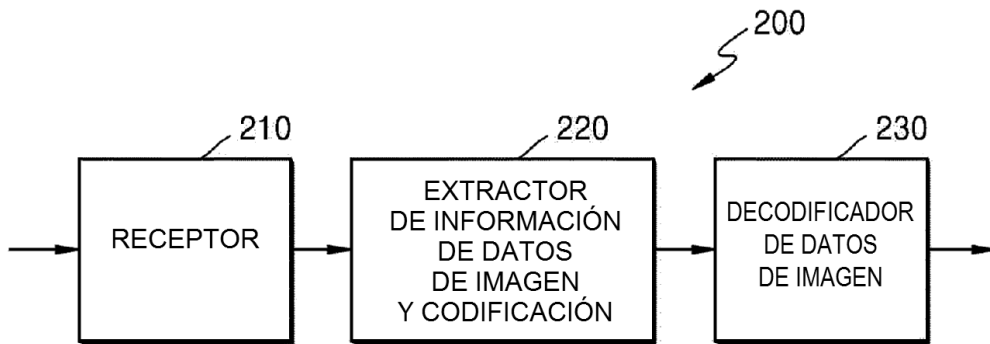 200
210
220
230
RECEPTOR
EXTRACTOR
DE INFORMACIÓN
DE DATOS
DE IMAGEN
Y CODIFICACIÓN
DECODIFICADOR
DE DATOS
DE IMAGEN